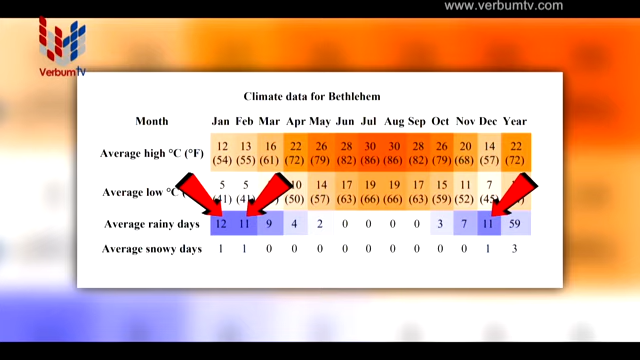 www.verbumtv.com
Verbumtv
Climate data for Bethlehem
Month Jan Feb Mar Apr May Jun Jul Aug Sep Oct Nov Dec Year
Average high °C (°F) 12 13 16 22 26 28 30 30 28 26 20 14 22
(54) (55) (61) (72) (79) (82) (86) (86) (82) (79) (68) (57) (72)
Average low °C 5 5 10 14 17 19 19 17 15 11 7
(50) (57) (63) (66) (66) (63) (59) (52) (45)
Average rainy days 12 11 9 4 2 0 0 0 0 3 7 11 59
Average snowy days 1 1 0 0 0 0 0 0 0 0 0 1 3